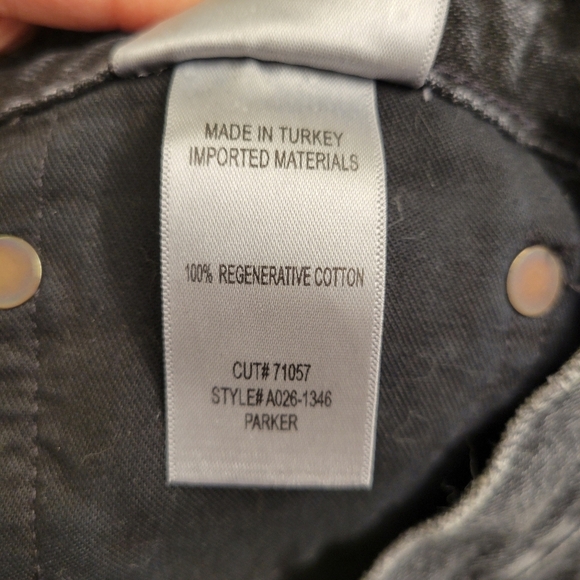 MADE IN TURKEY
IMPORTED MATERIALS
100% REGENERATIVE COTTON
CUT# 71057
STYLE# A026-1346
PARKER